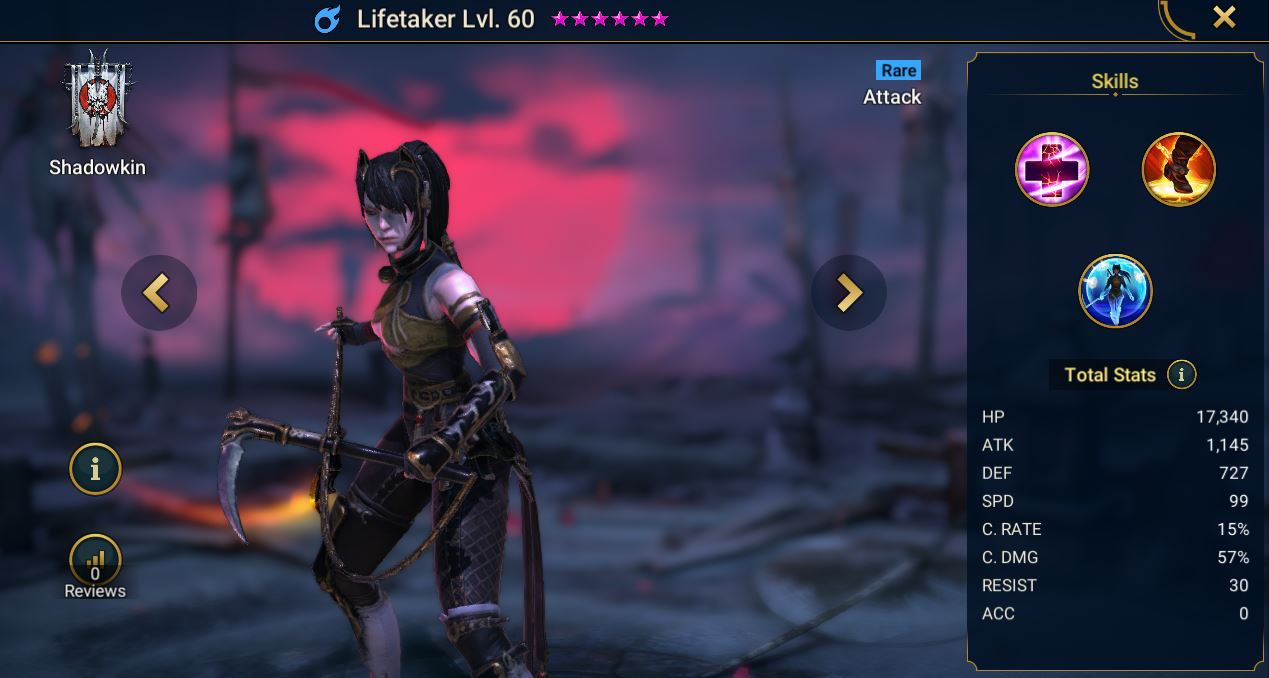 Lifetaker Lvl. 60
Shadowkin
Rare
Attack
0
Reviews
Skills
Total Stats
HP 17,340
ATK 1,145
DEF 727
SPD 99
C. RATE 15%
C. DMG 57%
RESIST 30
ACC 0